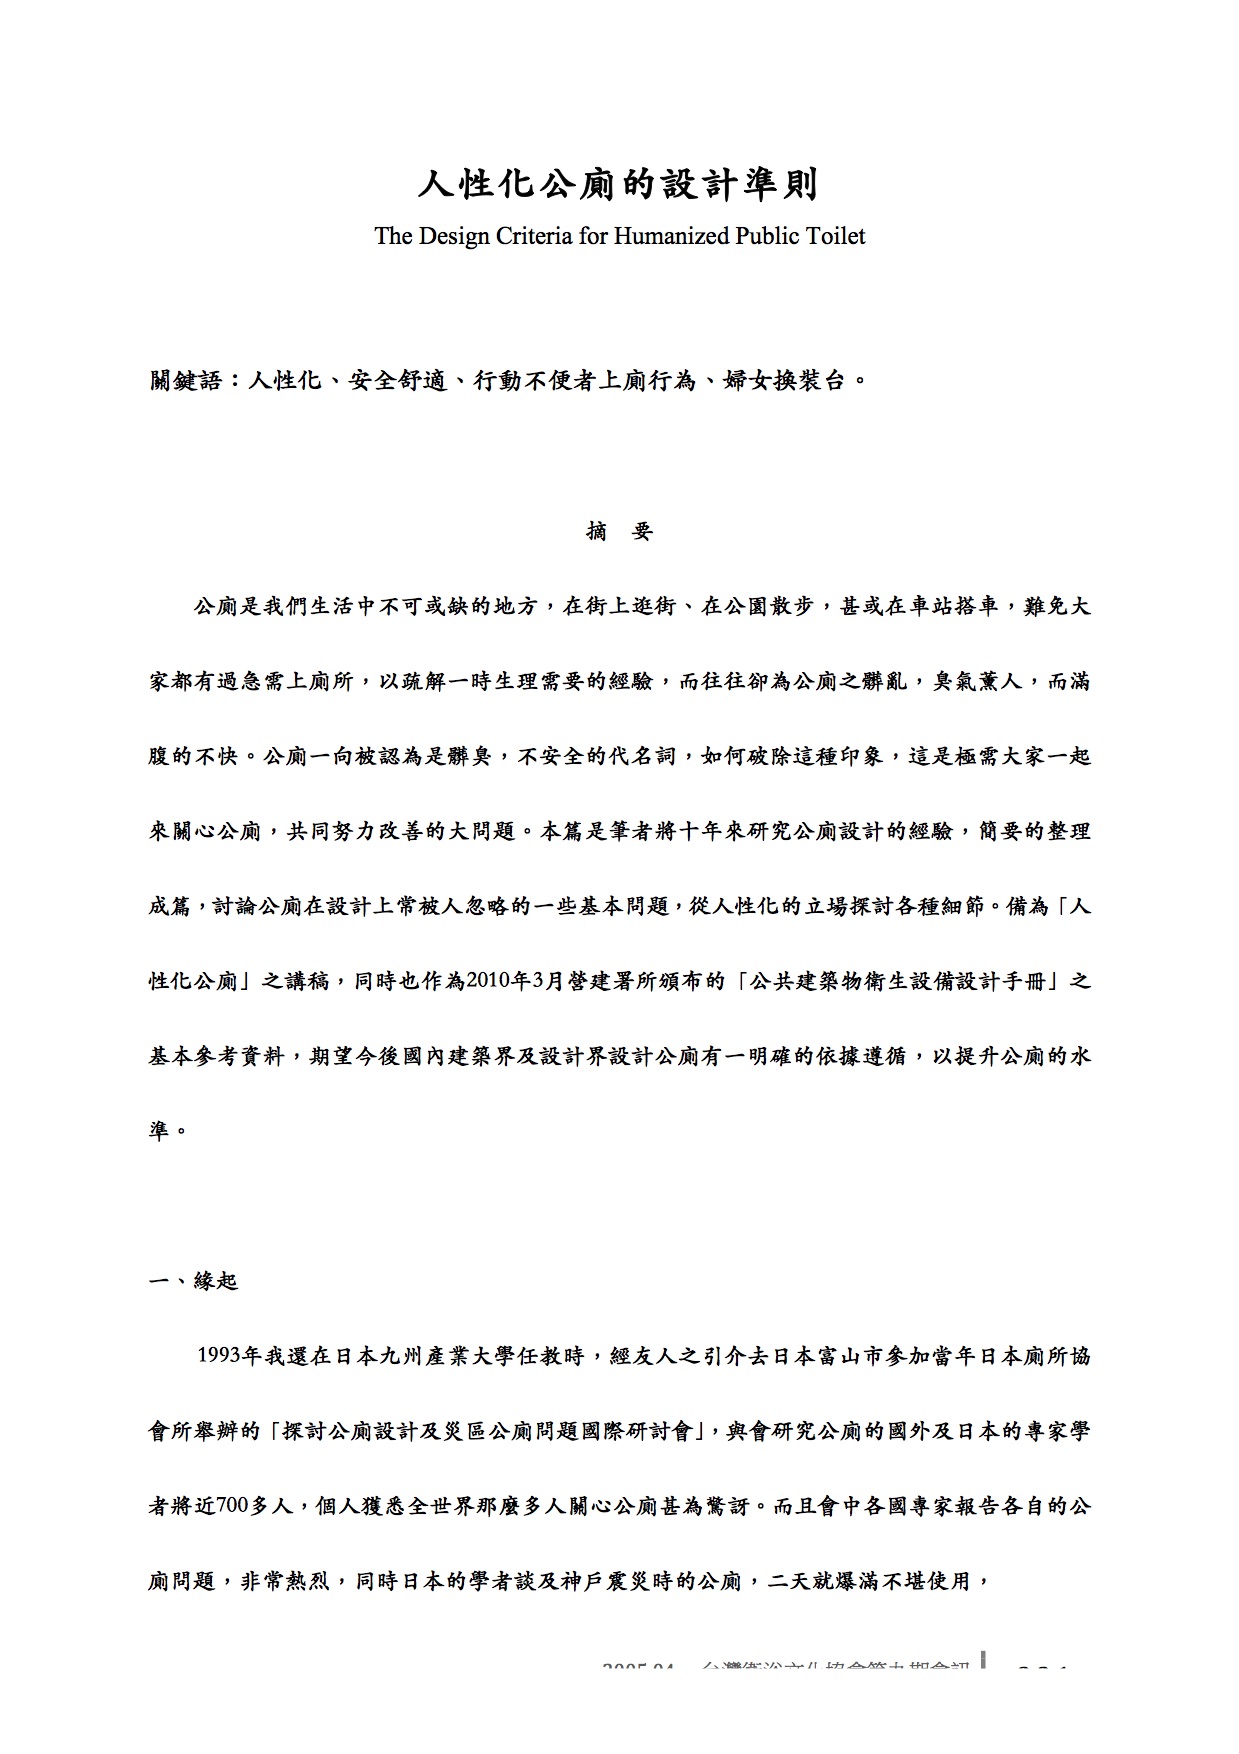 人性化公廁的設計準則
The Design Criteria for Humanized Public Toilet
關鍵語：人性化、安全舒適、行動不便者上廁行為、婦女換裝台。
摘 要
公廁是我們生活中不可或缺的地方，在街上逛街、在公園散步，甚或在車站搭車，難免大
家都有過急需上廁所，以疏解一時生理需要的經驗，而往往卻為公廁之髒亂，臭氣薰人，而滿
腹的不快。公廁一向被認為是髒臭，不安全的代名詞，如何破除這種印象，這是極需大家一起
來關心公廁，共同努力改善的大問題。本篇是筆者將十年來研究公廁設計的經驗，簡要的整理
成篇，討論公廁在設計上常被人忽略的一些基本問題，從人性化的立場探討各種細節。備為「人
性化公廁」之講稿，同時也作為2010年3月營建署所頒布的「公共建築物衛生設備設計手冊」之
基本參考資料，期望今後國內建築界及設計界設計公廁有一明確的依據遵循，以提升公廁的水
準。
一、緣起
1993年我還在日本九州產業大學任教時，經友人之引介去日本富山市參加當年日本廁所協
會所舉辦的「探討公廁設計及災區公廁問題國際研討會」，與會研究公廁的國外及日本的專家學
者將近700多人，個人獲悉全世界那麼多人關心公廁甚為驚訝。而且會中各國專家報告各自的公
廁問題，非常熱烈，同時日本的學者談及神戶震災時的公廁，二天就爆滿不堪使用，
2005.04 台灣衛浴文化協會第九期會訊